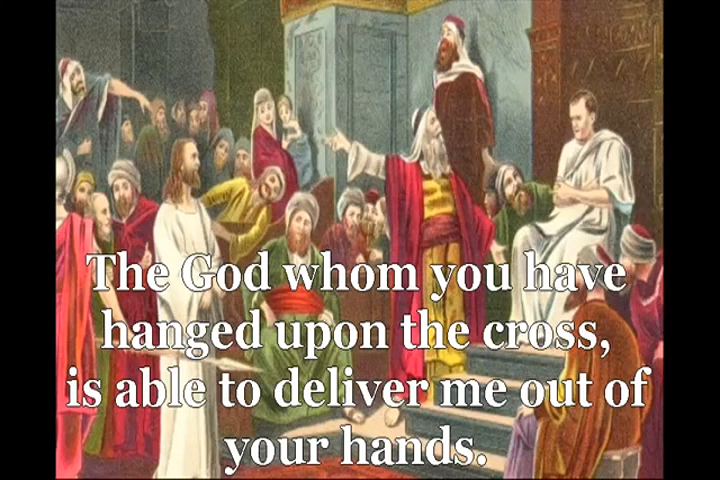 The God whom you have
hanged upon the cross,
is able to deliver me out of
your hands.